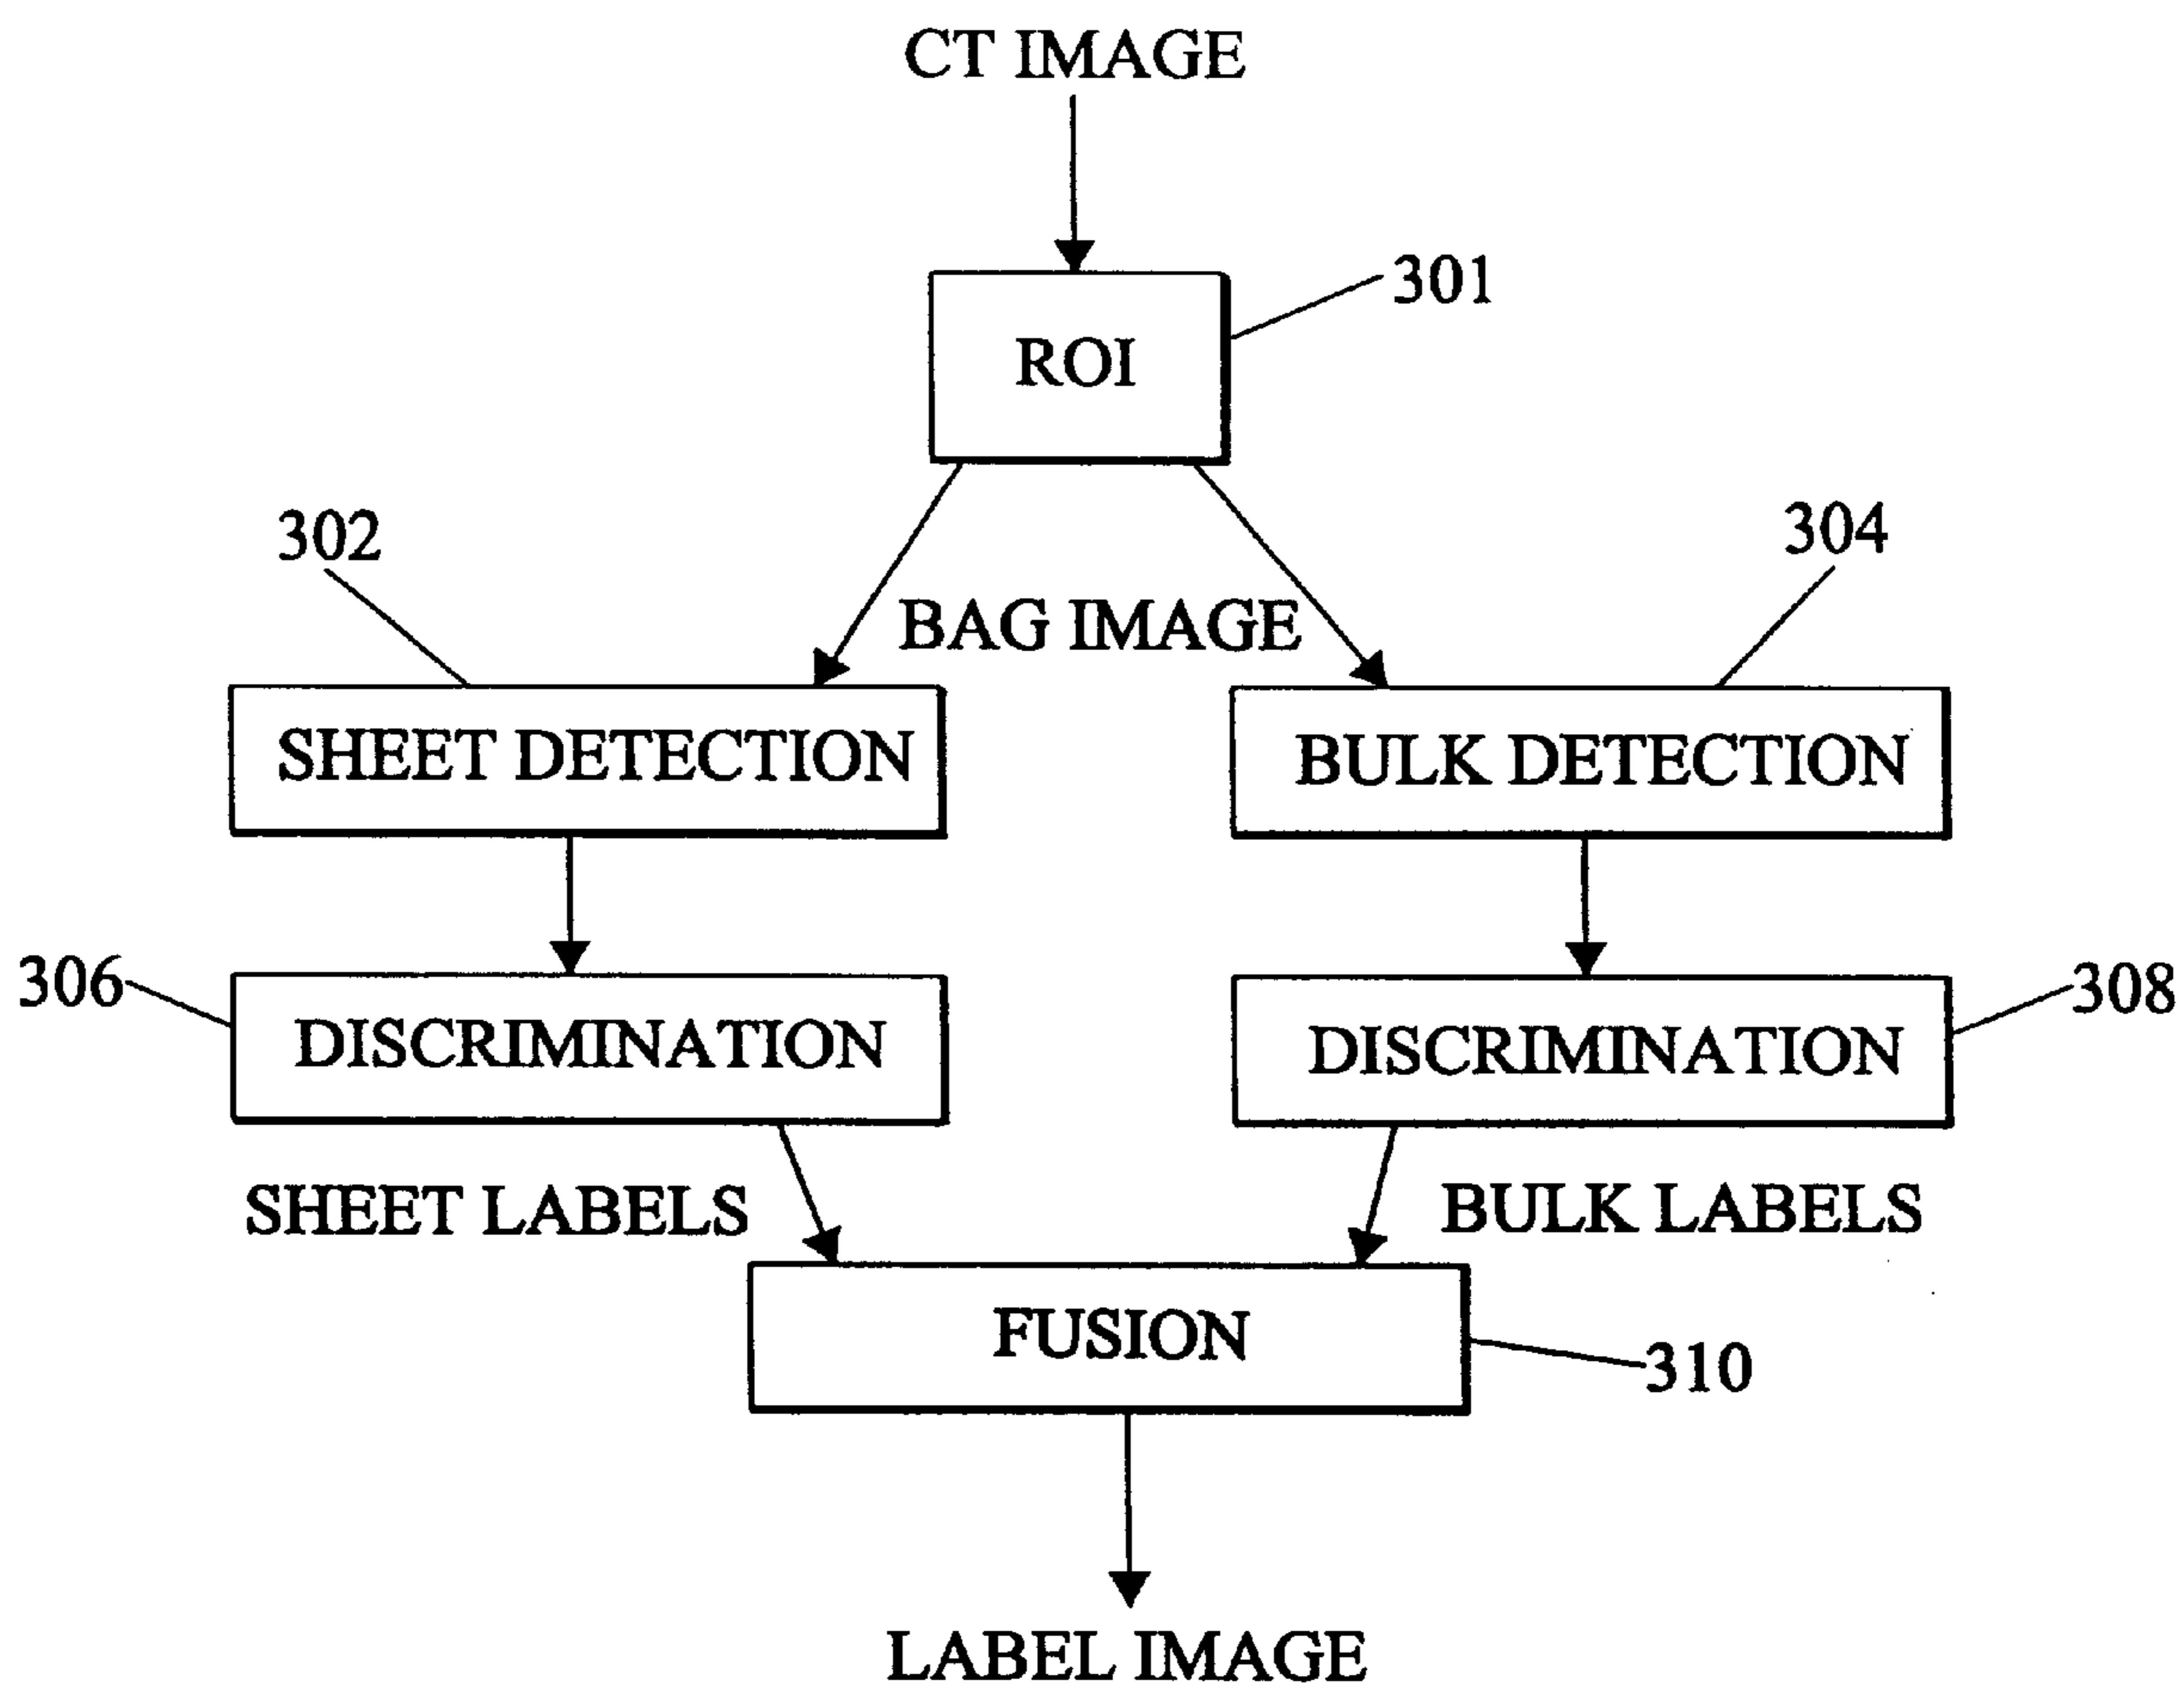 CT IMAGE
301
ROI
302
304
BAG IMAGE
SHEET DETECTION
BULK DETECTION
306
DISCRIMINATION
DISCRIMINATION
308
SHEET LABELS
BULK LABELS
FUSION
310
LABEL IMAGE